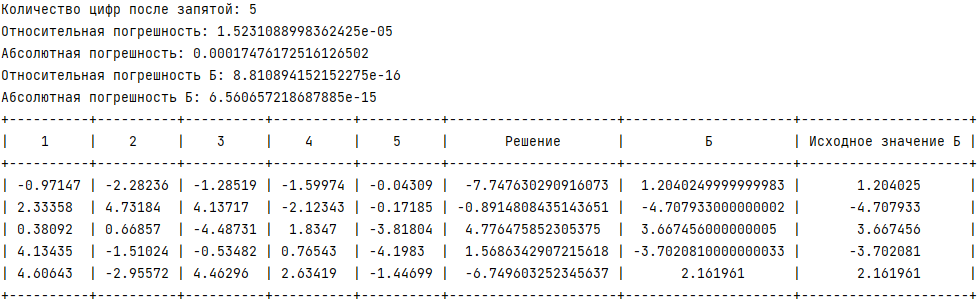 Количество цифр после запятой: 5
Относительная погрешность: 1.5231088998362425e-05
Абсолютная погрешность: 0.00017476172516126502
Относительная погрешность Б: 8.810894152152275e-16
Абсолютная погрешность Б: 6.560657218687885e-15
+----------+----------+----------+----------+----------+---------------------+---------------------+---------------------+
|    1     |    2     |    3     |    4     |    5     |       Решение       |          Б          | Исходное значение Б |
+----------+----------+----------+----------+----------+---------------------+---------------------+---------------------+
| -0.97147 | -2.28236 | -1.28519 | -1.59974 | -0.04309 |  -7.747630290916073 |  1.2040249999999983 |       1.204025      |
| 2.33358  | 4.73184  | 4.13717  | -2.12343 | -0.17185 | -0.8914808435143651 |  -4.707933000000002 |      -4.707933      |
| 0.38092  | 0.66857  | -4.48731 |  1.8347  | -3.81804 |  4.776475852305375  |  3.667456000000005  |       3.667456      |
| 4.13435  | -1.51024 | -0.53482 | 0.76543  | -4.1983  |  1.5686342907215618 | -3.7020810000000033 |      -3.702081      |
| 4.60643  | -2.95572 | 4.46296  | 2.63419  | -1.44699 |  -6.749603252345637 |       2.161961      |       2.161961      |
+----------+----------+----------+----------+----------+---------------------+---------------------+---------------------+